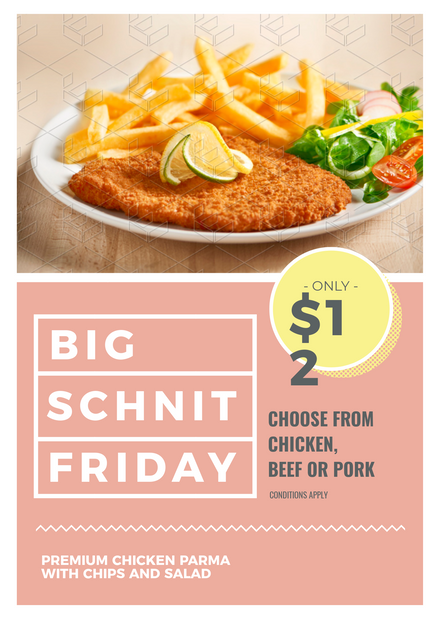 - ONLY -
$1
2
BIG
SCHNIT
FRIDAY
CHOOSE FROM
CHICKEN,
BEEF OR PORK
CONDITIONS APPLY
PREMIUM CHICKEN PARMA
WITH CHIPS AND SALAD